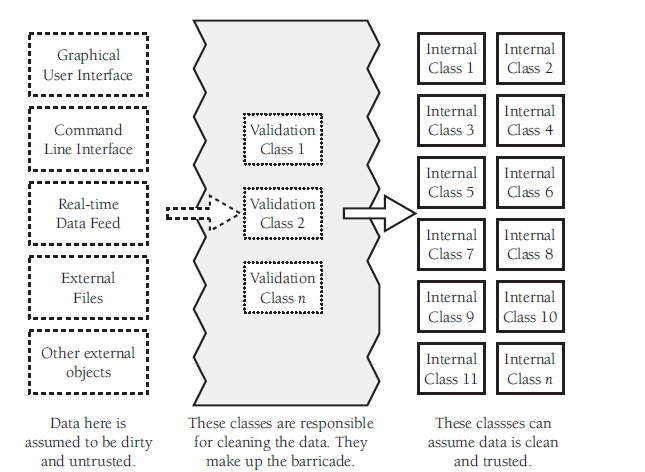 Graphical
User Interface
Command
Line Interface
Real-time
Data Feed
External
Files
Other external
objects
Data here is
assumed to be dirty
and untrusted.
Validation
Class 1
Validation
Class 2
Validation
Class n
These classes are responsible
for cleaning the data. They
make up the barricade.
Internal
Class 1
Internal
Class 2
Internal
Class 3
Internal
Class 4
Internal
Class 5
Internal
Class 6
Internal
Class 7
Internal
Class 8
Internal
Class 9
Internal
Class 10
Internal
Class 11
Internal
Class n
These classses can
assume data is clean
and trusted.